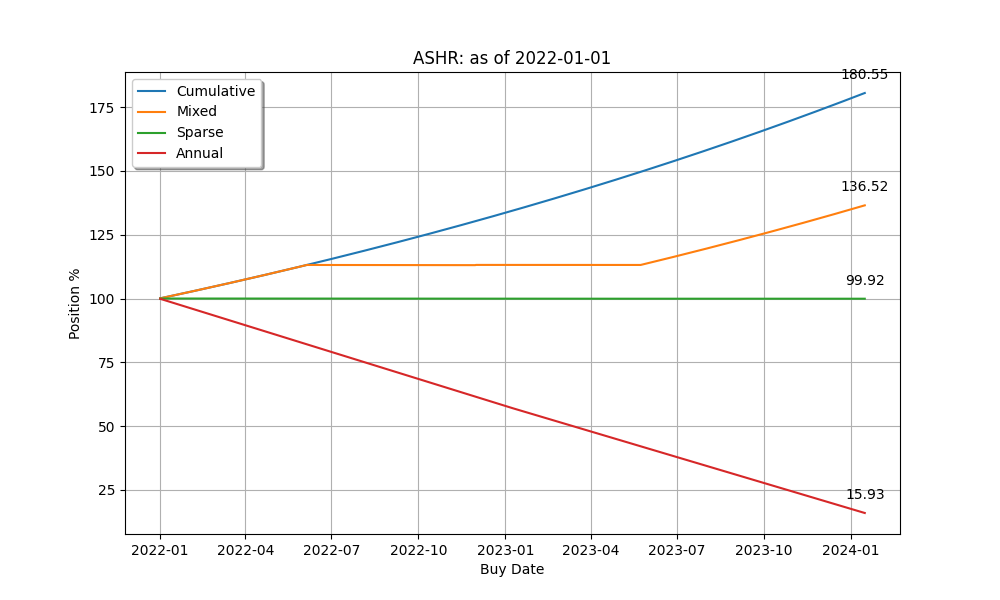 ASHR: as of 2022-01-01
Cumulative
Mixed
Sparse
Annual
180.55
136.52
99.92
15.93
Position %
175
150
125
100
75
50
25
2022-01 2022-04 2022-07 2022-10 2023-01 2023-04 2023-07 2023-10 2024-01
Buy Date